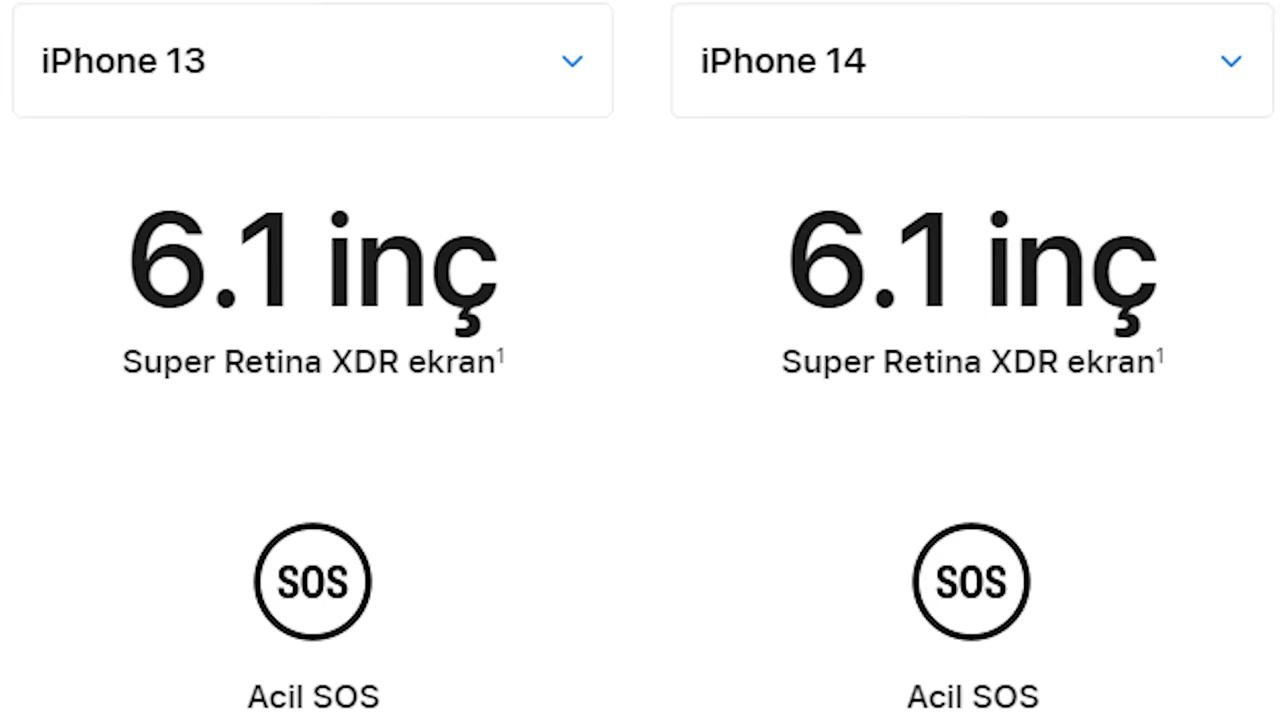 iPhone 13
iPhone 14
6.1 inç
6.1 inç
Super Retina XDR ekran¹
Super Retina XDR ekran¹
SOS
SOS
Acil SOS
Acil SOS